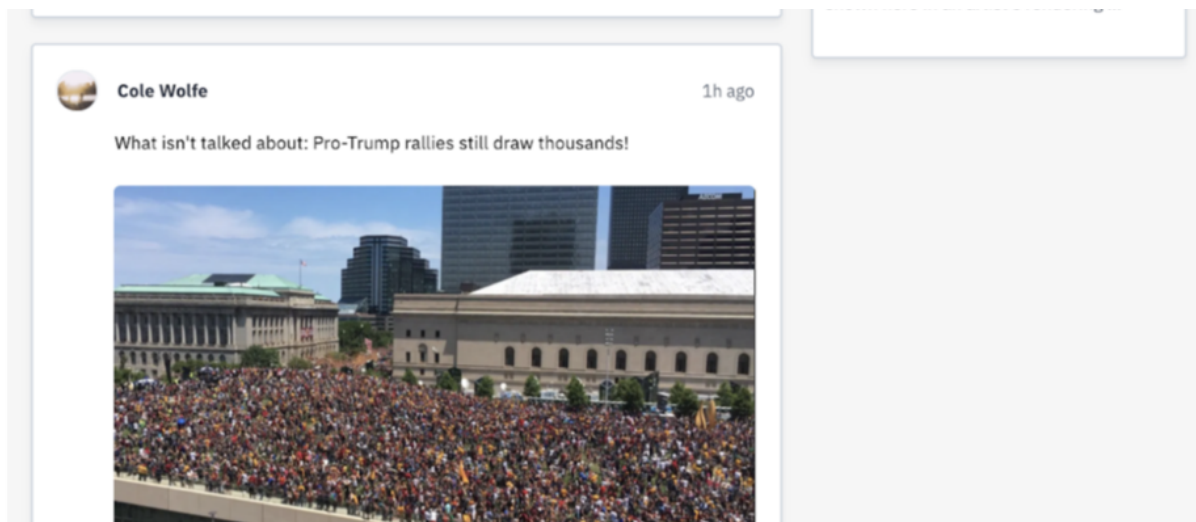 Cole Wolfe
1h ago
What isn't talked about: Pro-Trump rallies still draw thousands!